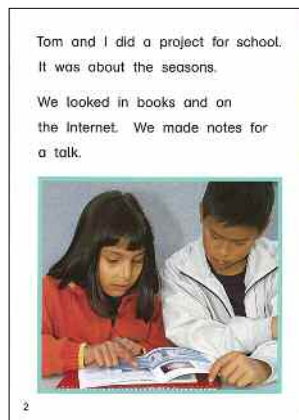 Tom and I did a project for school.
It was about the seasons.
We looked in books and on
the Internet. We made notes for
a talk.
2